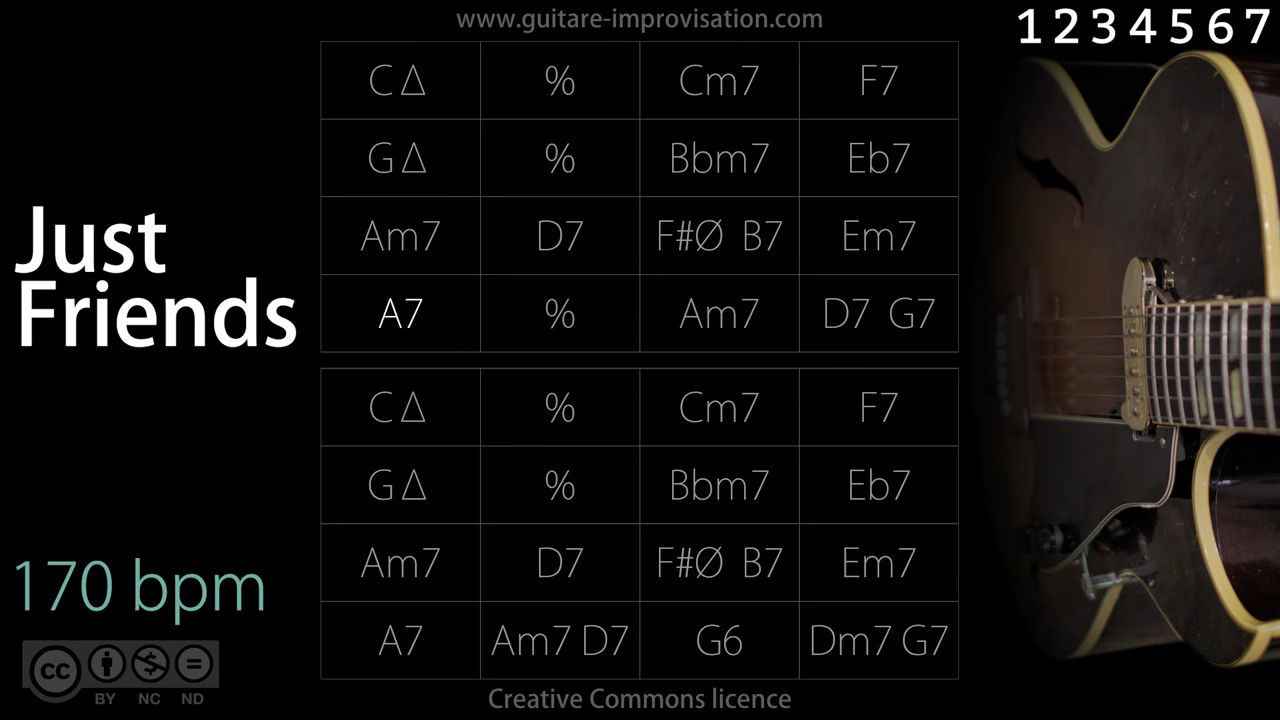 www.guitare-improvisation.com
1 2 3 4 5 6 7
C Δ % Cm7 F7
G Δ % Bbm7 Eb7
Am7 D7 F#Ø B7 Em7
A7 % Am7 D7 G7
Just
Friends
C Δ % Cm7 F7
G Δ % Bbm7 Eb7
Am7 D7 F#Ø B7 Em7
A7 Am7 D7 G6 Dm7 G7
170 bpm
cc
BY NC ND
Creative Commons licence